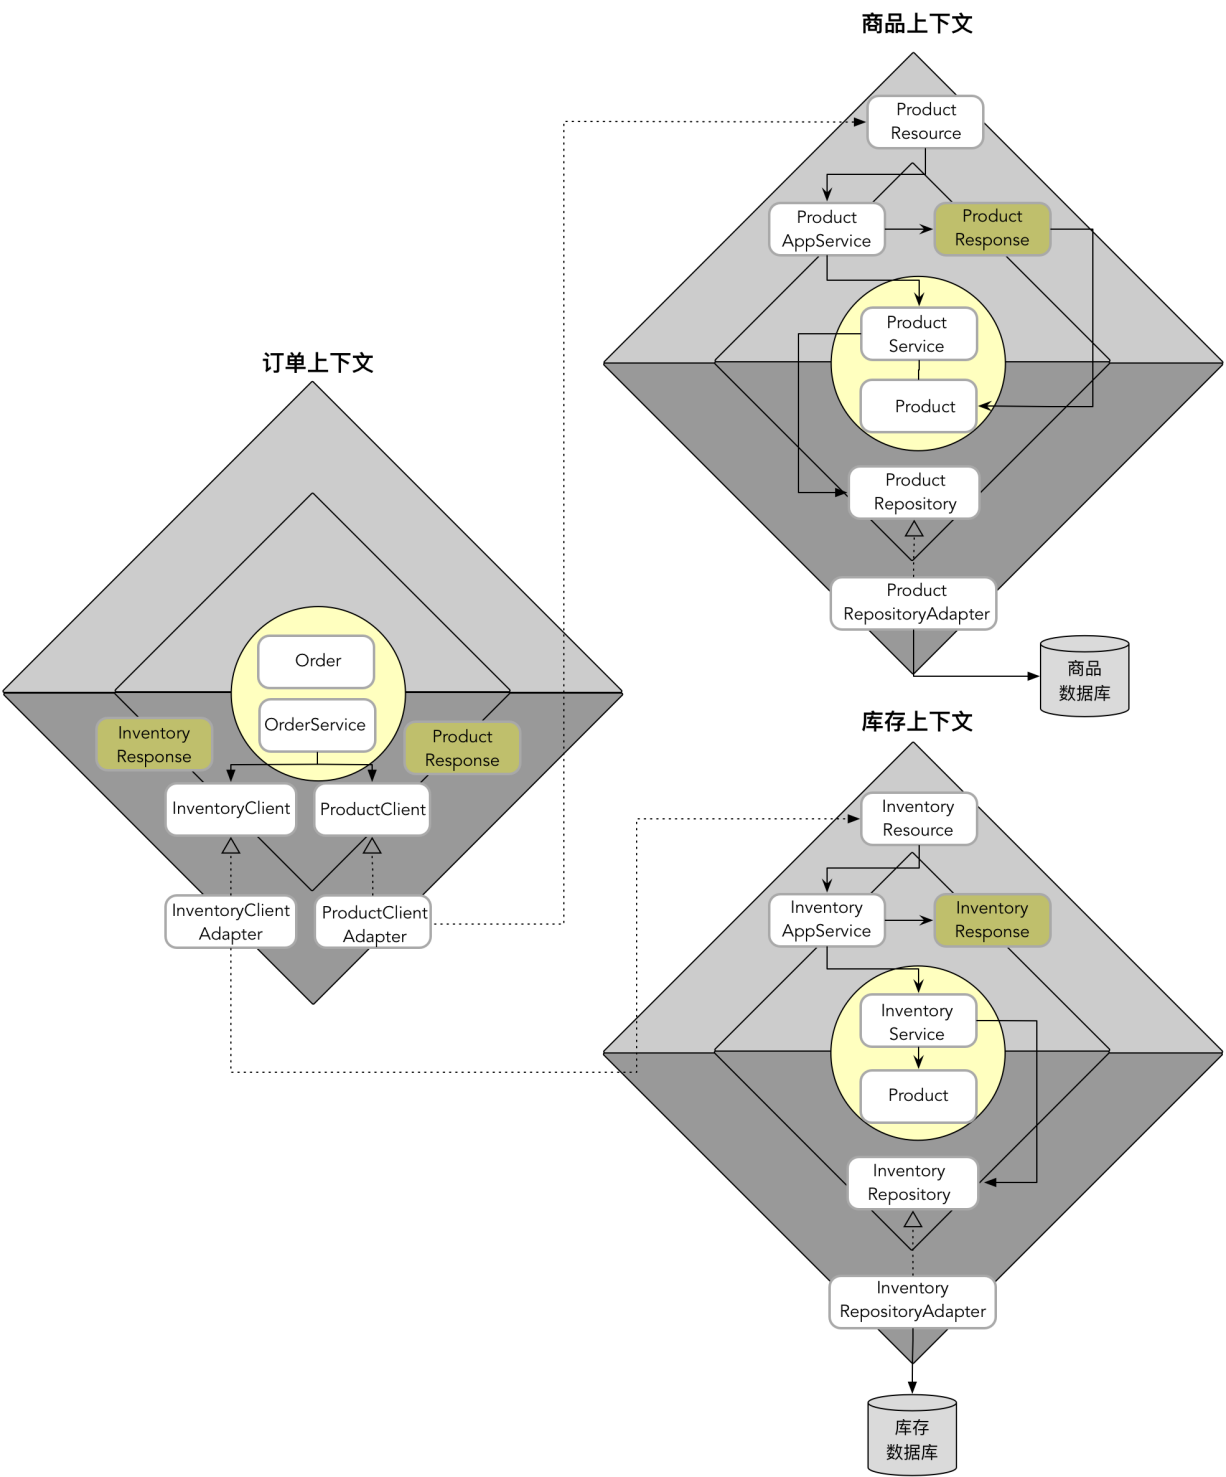 商品上下文
Product
Resource
Product
AppService
Product
Response
Product
Service
Product
Product
Repository
Product
RepositoryAdapter
商品
数据库
订单上下文
Order
OrderService
Inventory
Response
Product
Response
InventoryClient
ProductClient
InventoryClient
Adapter
ProductClient
Adapter
库存上下文
Inventory
Resource
Inventory
AppService
Inventory
Response
Inventory
Service
Product
Inventory
Repository
Inventory
RepositoryAdapter
库存
数据库